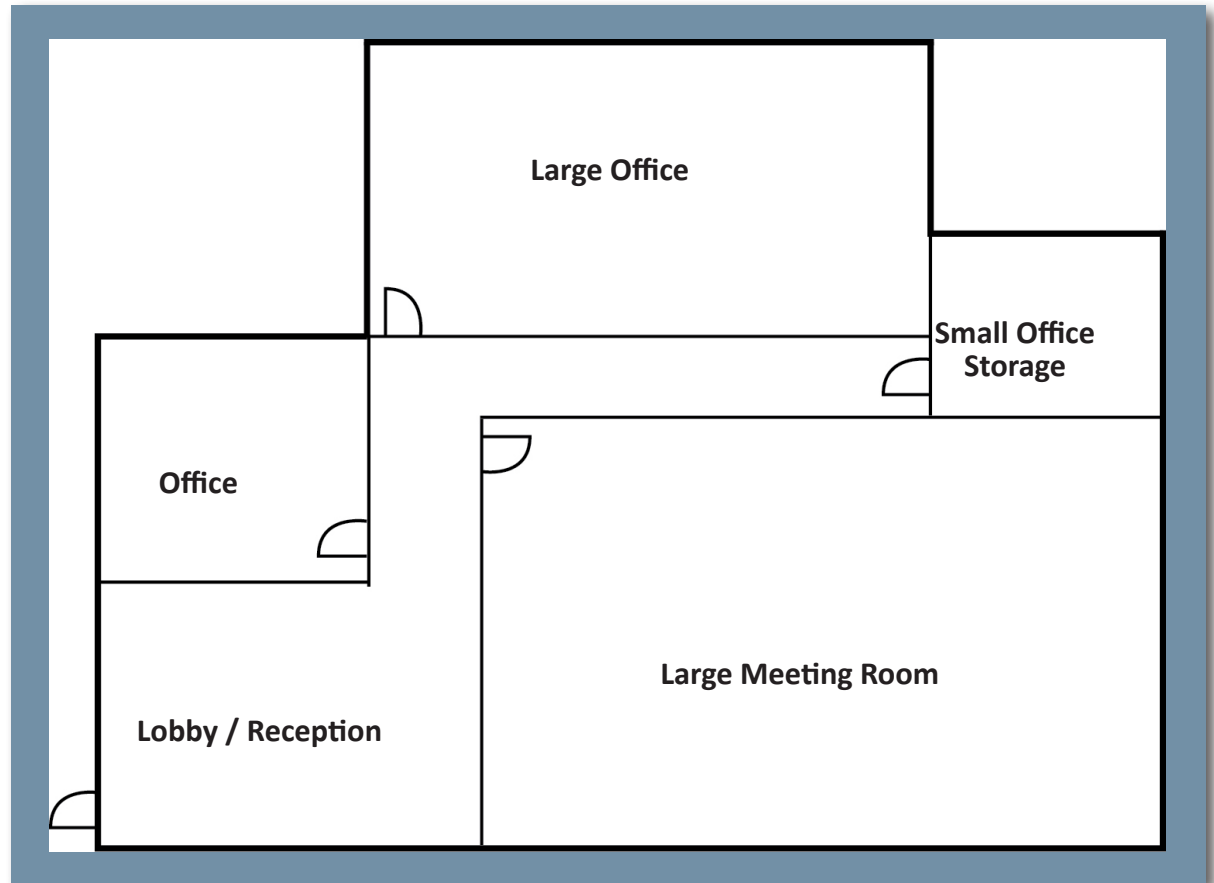 Large Office
Small Office
Storage
Office
Large Meeting Room
Lobby / Reception